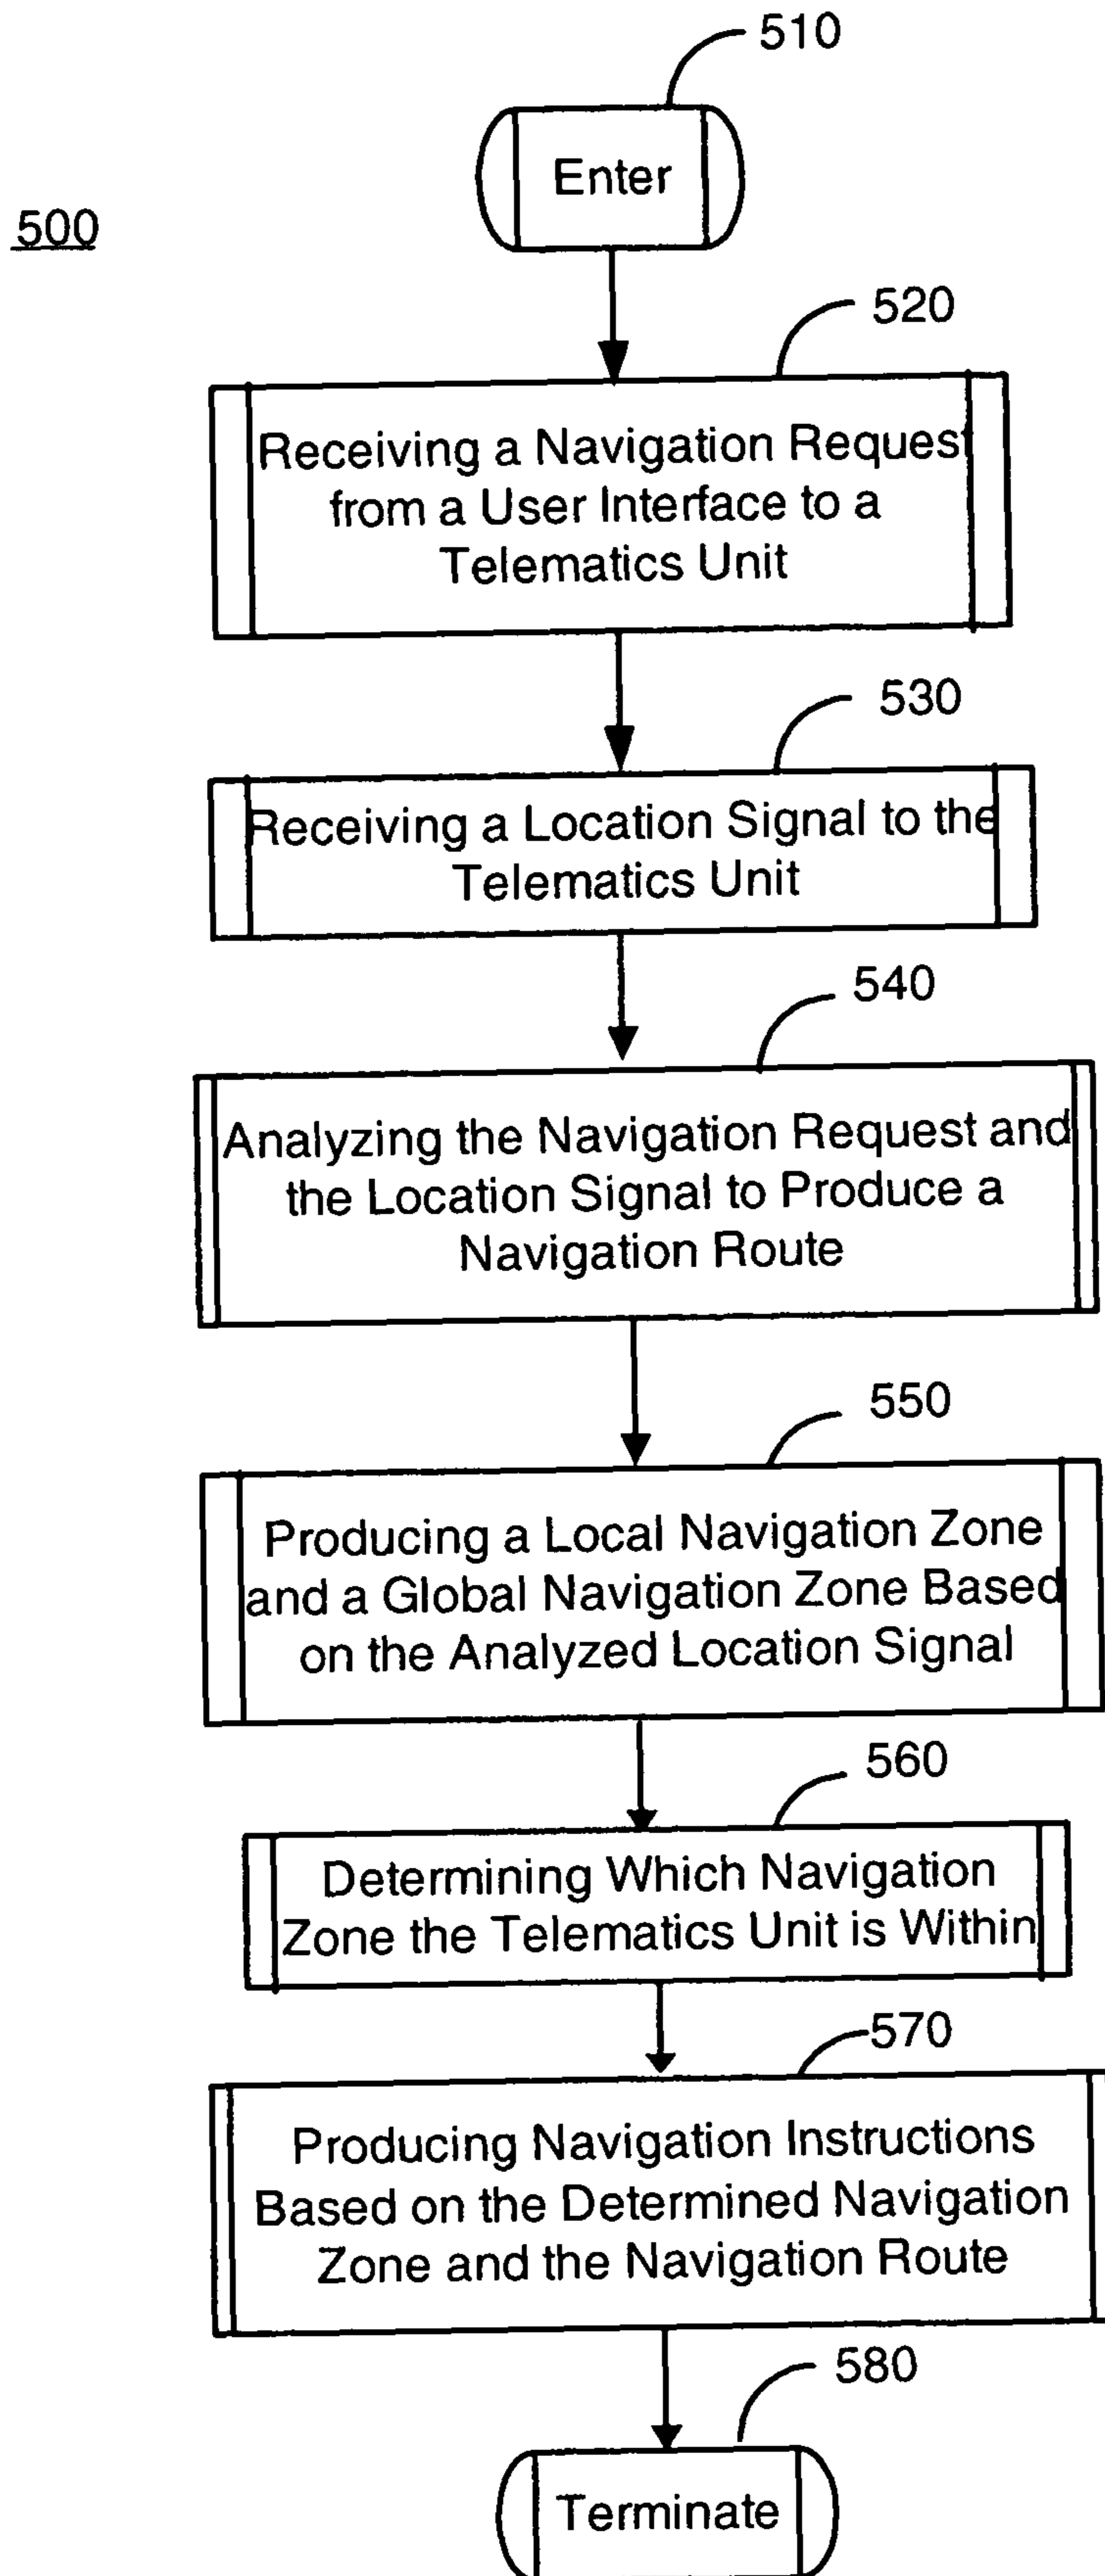 510
Enter
500
520
Receiving a Navigation Request
from a User Interface to a
Telematics Unit
530
Receiving a Location Signal to the
Telematics Unit
540
Analyzing the Navigation Request and
the Location Signal to Produce a
Navigation Route
550
Producing a Local Navigation Zone
and a Global Navigation Zone Based
on the Analyzed Location Signal
560
Determining Which Navigation
Zone the Telematics Unit is Within
570
Producing Navigation Instructions
Based on the Determined Navigation
Zone and the Navigation Route
580
Terminate